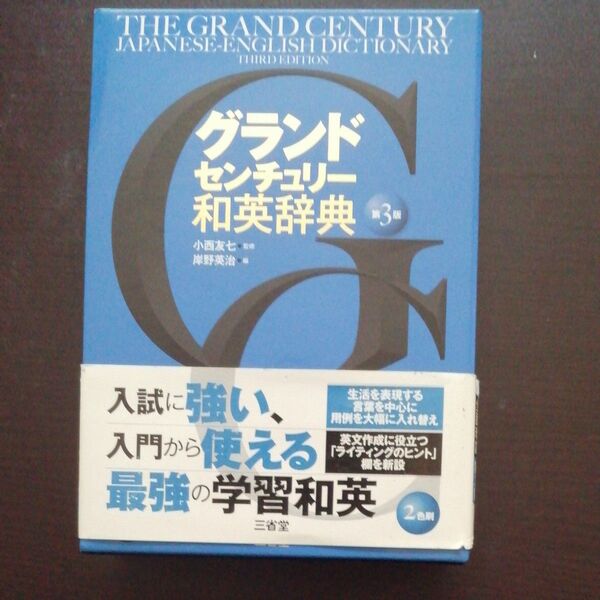 THE GRAND CENTURY
JAPANESE-ENGLISH DICTIONARY
THIRD EDITION
グランド
センチュリー
和英辞典
第3版
小西友七 監修
岸野英治 編
入試に強い、
入門から使える
最強の学習和英
三省堂
生活を表現する
言葉を中心に
用例を大幅に入れ替え
英文作成に役立つ
「ライティングのヒント」
欄を新設
2色刷